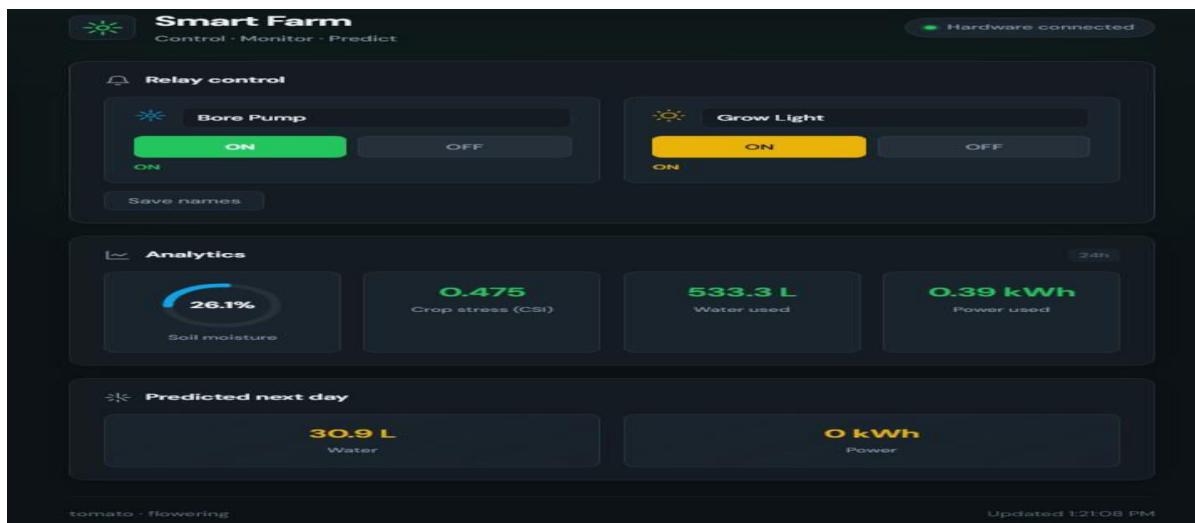 Smart Farm
Control · Monitor · Predict
Hardware connected
Relay control
Bore Pump
ON
OFF
ON
Grow Light
ON
OFF
ON
Save names
Analytics
24h
26.1%
Soil moisture
0.475
Crop stress (CSI)
533.3 L
Water used
0.39 kWh
Power used
Predicted next day
30.9 L
Water
0 kWh
Power
tomato · flowering
Updated 1:21:08 PM